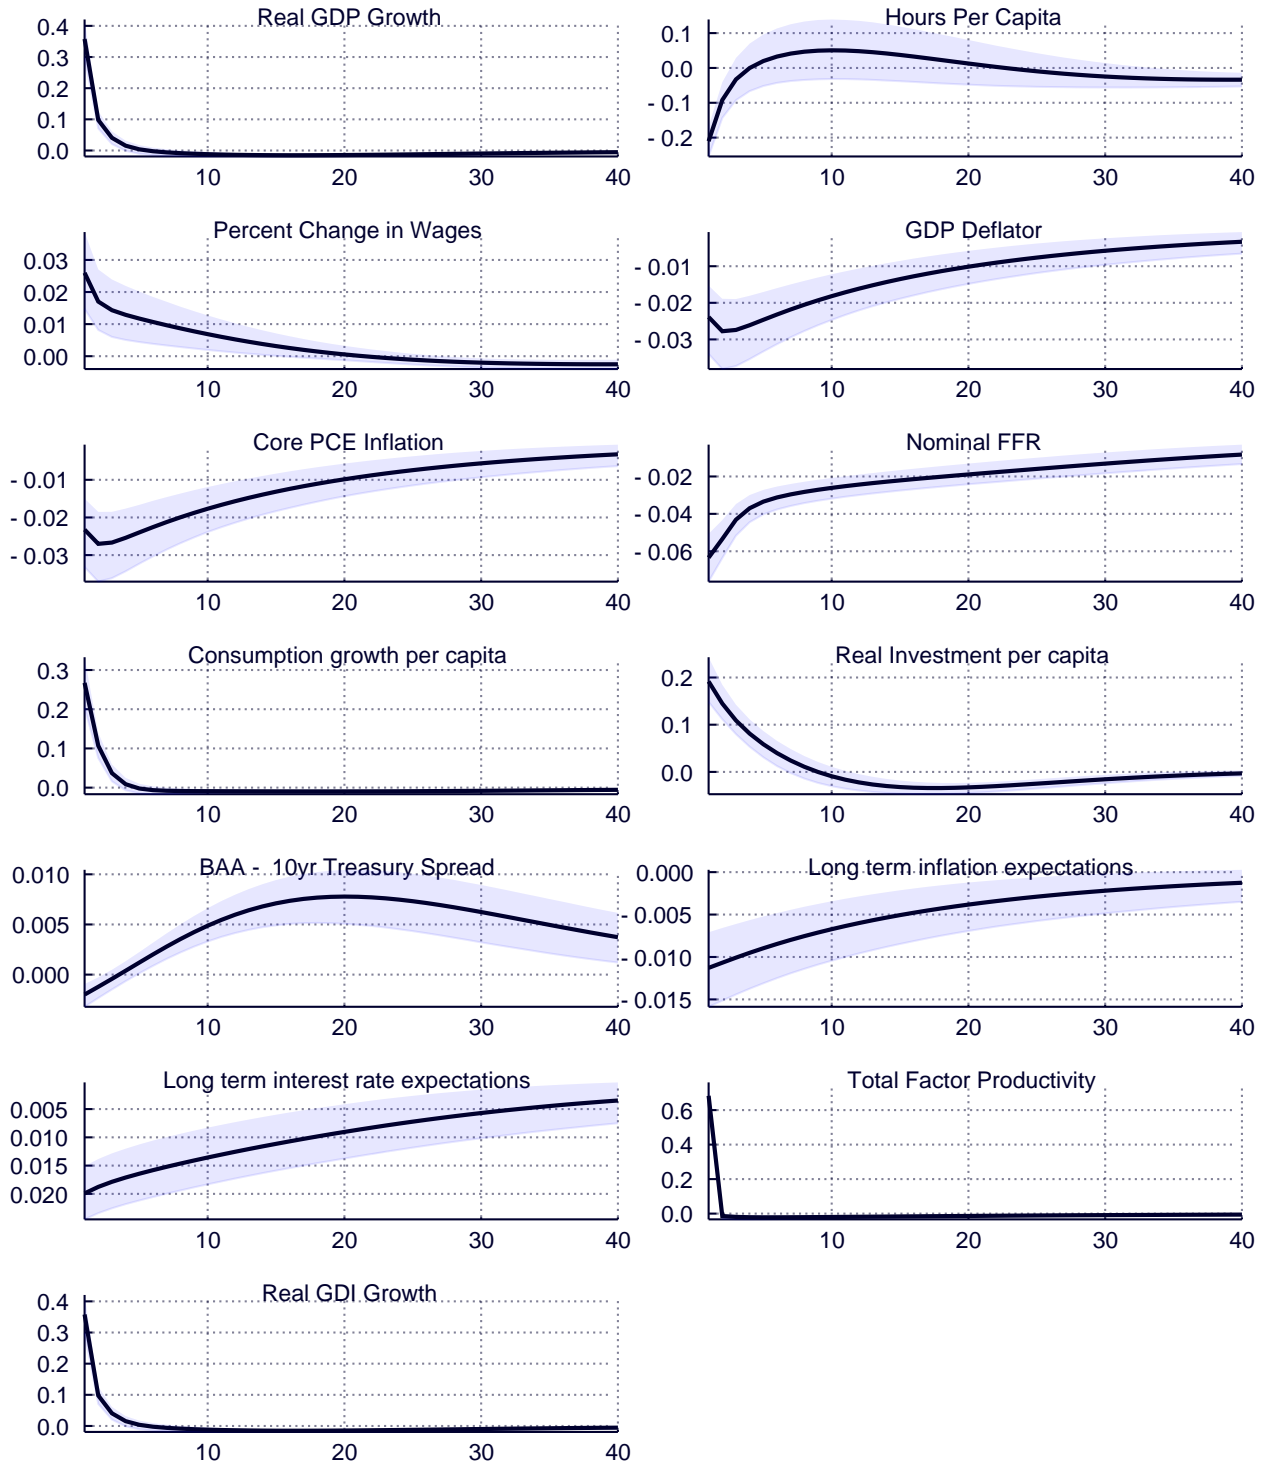 Real GDP Growth
0.4
0.3
0.2
0.1
0.0
10 20 30 40
Hours Per Capita
0.1
0.0
- 0.1
- 0.2
10 20 30 40
Percent Change in Wages
0.03
0.02
0.01
0.00
10 20 30 40
GDP Deflator
- 0.01
- 0.02
- 0.03
10 20 30 40
Core PCE Inflation
- 0.01
- 0.02
- 0.03
10 20 30 40
Nominal FFR
- 0.02
- 0.04
- 0.06
10 20 30 40
Consumption growth per capita
0.3
0.2
0.1
0.0
10 20 30 40
Real Investment per capita
0.2
0.1
0.0
10 20 30 40
BAA - 10yr Treasury Spread
0.010
0.005
0.000
10 20 30 40
Long term inflation expectations
0.000
- 0.005
- 0.010
- 0.015
10 20 30 40
Long term interest rate expectations
0.005
0.010
0.015
0.020
10 20 30 40
Total Factor Productivity
0.6
0.4
0.2
0.0
10 20 30 40
Real GDI Growth
0.4
0.3
0.2
0.1
0.0
10 20 30 40